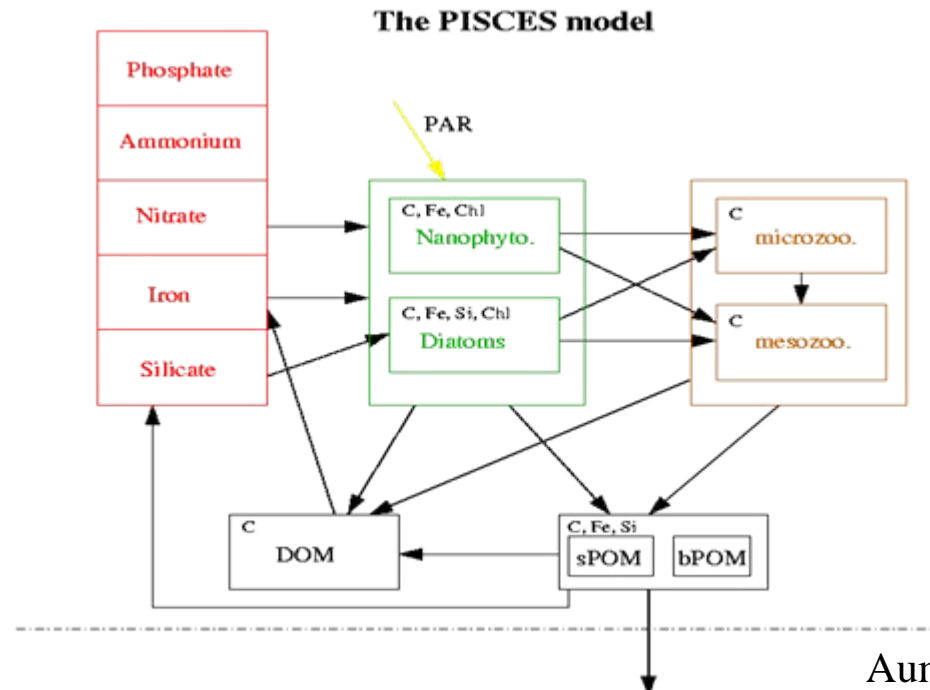 The PISCES model
Phosphate
Ammonium
Nitrate
Iron
Silicate
PAR
C, Fe, Chl
Nanophyto.
C, Fe, Si, Chl
Diatoms
C
microzoo.
C
mesozoo.
C
DOM
C, Fe, Si
sPOM
bPOM